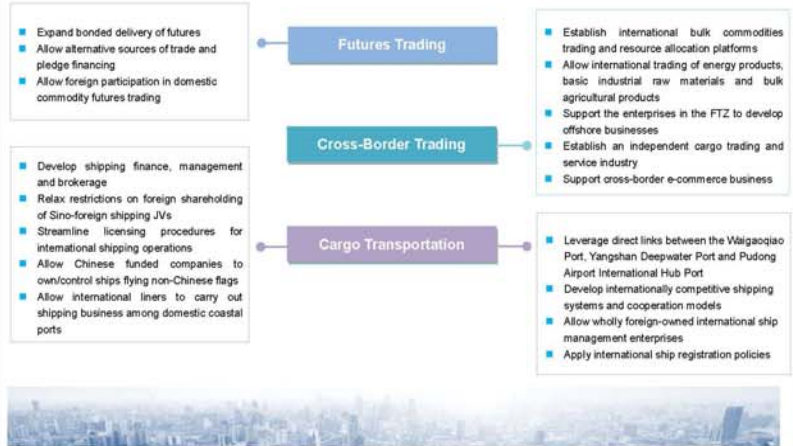 Expand bonded delivery of futures
Allow alternative sources of trade and
pledge financing
Allow foreign participation in domestic
commodity futures trading
Futures Trading
Establish international bulk commodities
trading and resource allocation platforms
Allow international trading of energy products,
basic industrial raw materials and bulk
agricultural products
Support the enterprises in the FTZ to develop
offshore businesses
Establish an independent cargo trading and
service industry
Support cross-border e-commerce business
Cross-Border Trading
Develop shipping finance, management
and brokerage
Relax restrictions on foreign shareholding
of Sino-foreign shipping JVs
Streamline licensing procedures for
international shipping operations
Allow Chinese funded companies to
own/control ships flying non-Chinese flags
Allow international liners to carry out
shipping business among domestic coastal
ports
Cargo Transportation
Leverage direct links between the Waigaoqiao
Port, Yangshan Deepwater Port and Pudong
Airport International Hub Port
Develop internationally competitive shipping
systems and cooperation models
Allow wholly foreign-owned international ship
management enterprises
Apply international ship registration policies